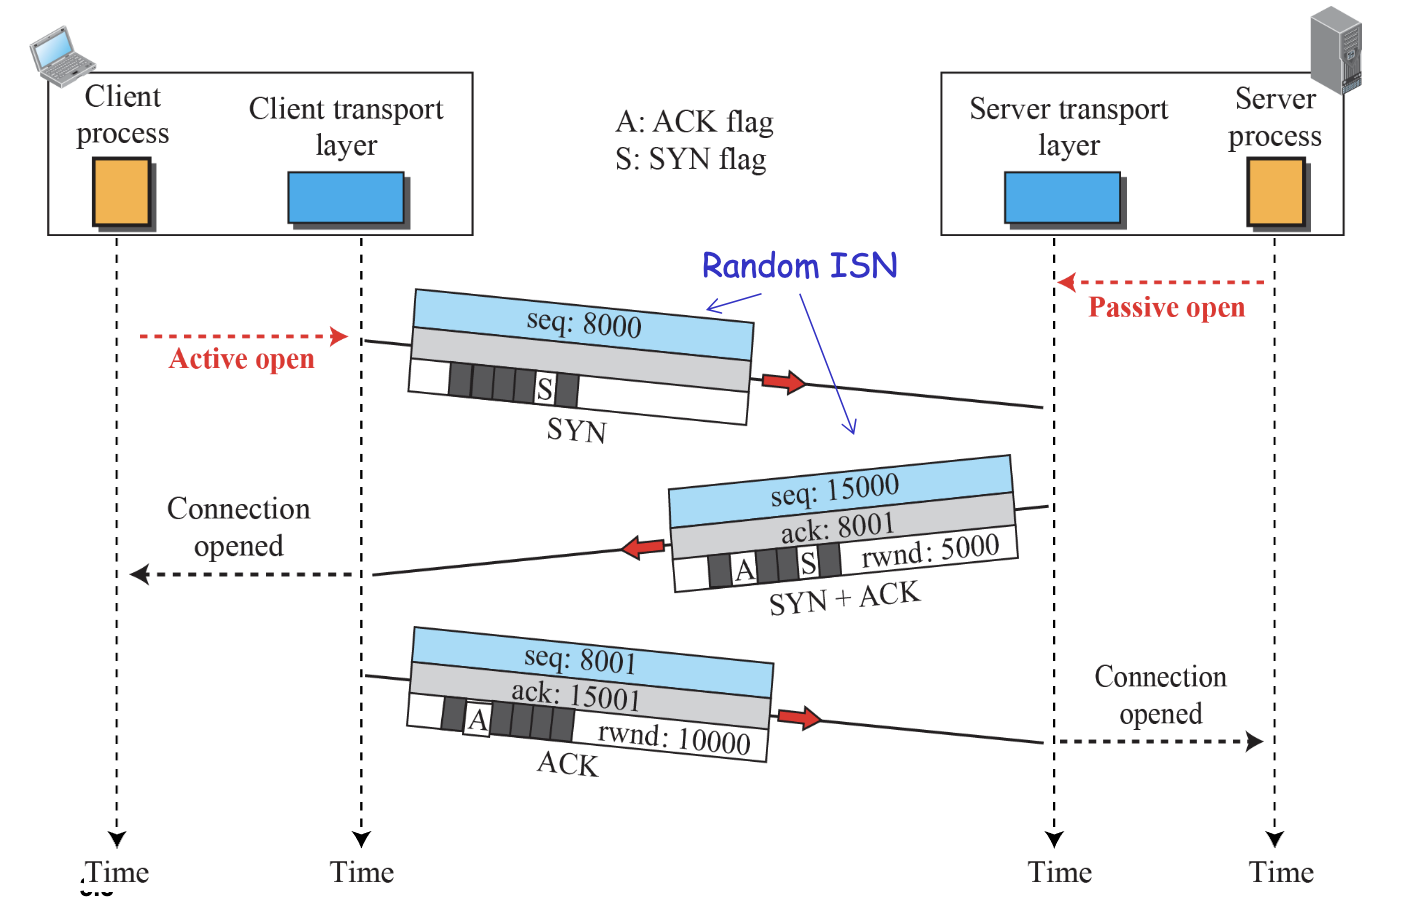 Client
process
Client transport
layer
A: ACK flag
S: SYN flag
Server transport
layer
Server
process
Random ISN
Passive open
Active open
seq: 8000
S
SYN
seq: 15000
ack: 8001
A
S
rwnd: 5000
SYN + ACK
Connection
opened
seq: 8001
ack: 15001
A
rwnd: 10000
ACK
Connection
opened
Time
Time
Time
Time